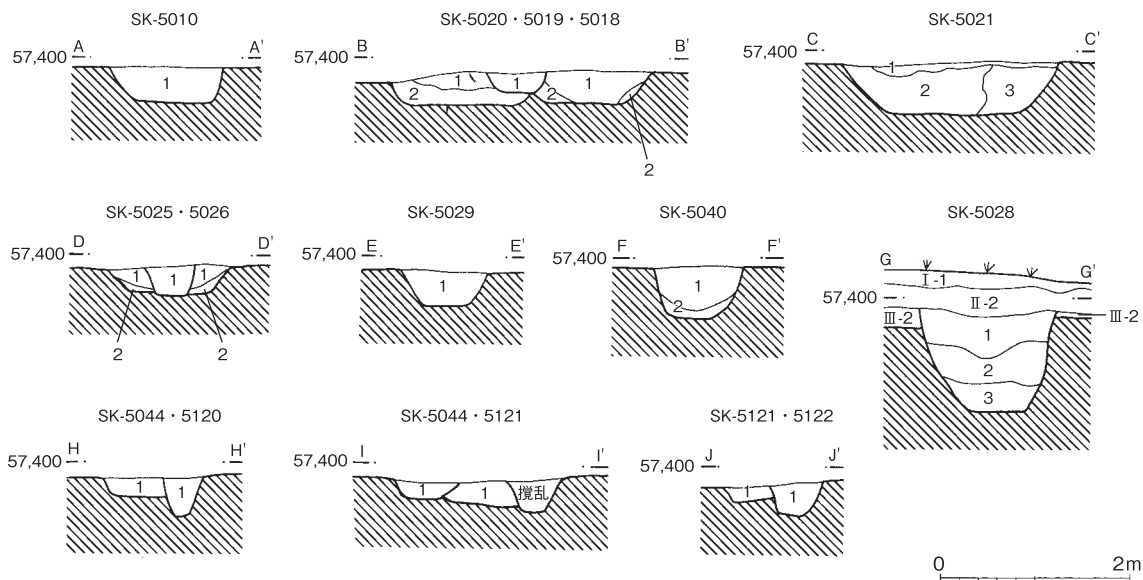 SK-5010
A A'
57,400
1
SK-5020・5019・5018
B B'
57,400
1 1 1
2 2
2
SK-5021
C C'
57,400
1
2 3
SK-5025・5026
D D'
57,400
1 1 1
2 2
SK-5029
E E'
57,400
1
SK-5040
F F'
57,400
1
2
SK-5028
G G'
Ⅰ-1
57,400
Ⅱ-2
Ⅲ-2 Ⅲ-2
1
2
3
SK-5044・5120
H H'
57,400
1 1
SK-5044・5121
I I'
57,400
1 1 撹乱
SK-5121・5122
J J'
57,400
1 1
0 2m